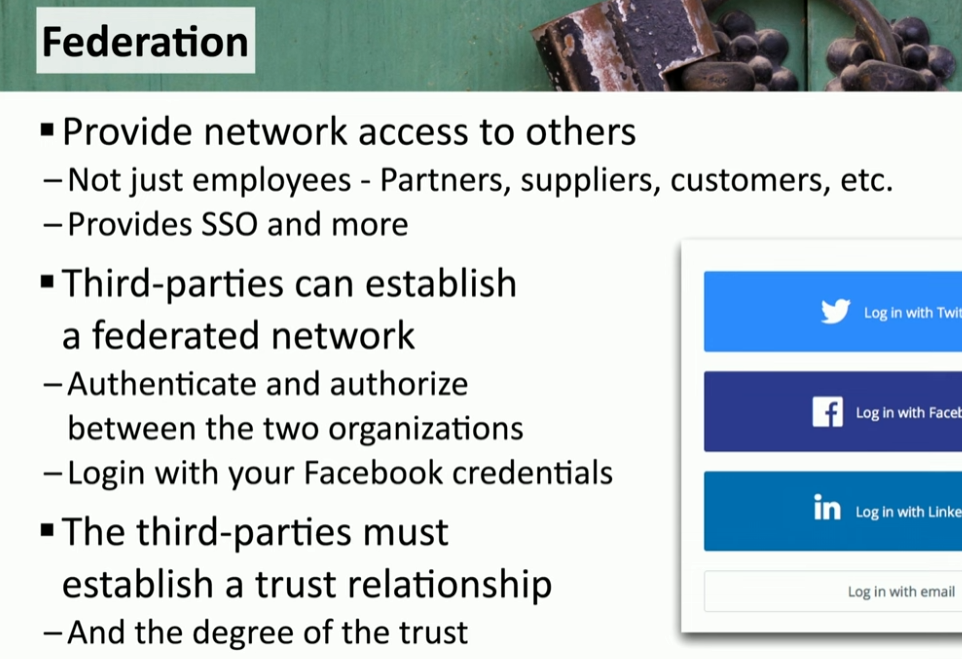 Federation
▪ Provide network access to others
– Not just employees - Partners, suppliers, customers, etc.
– Provides SSO and more
▪ Third-parties can establish
a federated network
– Authenticate and authorize
between the two organizations
– Login with your Facebook credentials
▪ The third-parties must
establish a trust relationship
– And the degree of the trust
Log in with Twit
Log in with Faceb
Log in with Linke
Log in with email